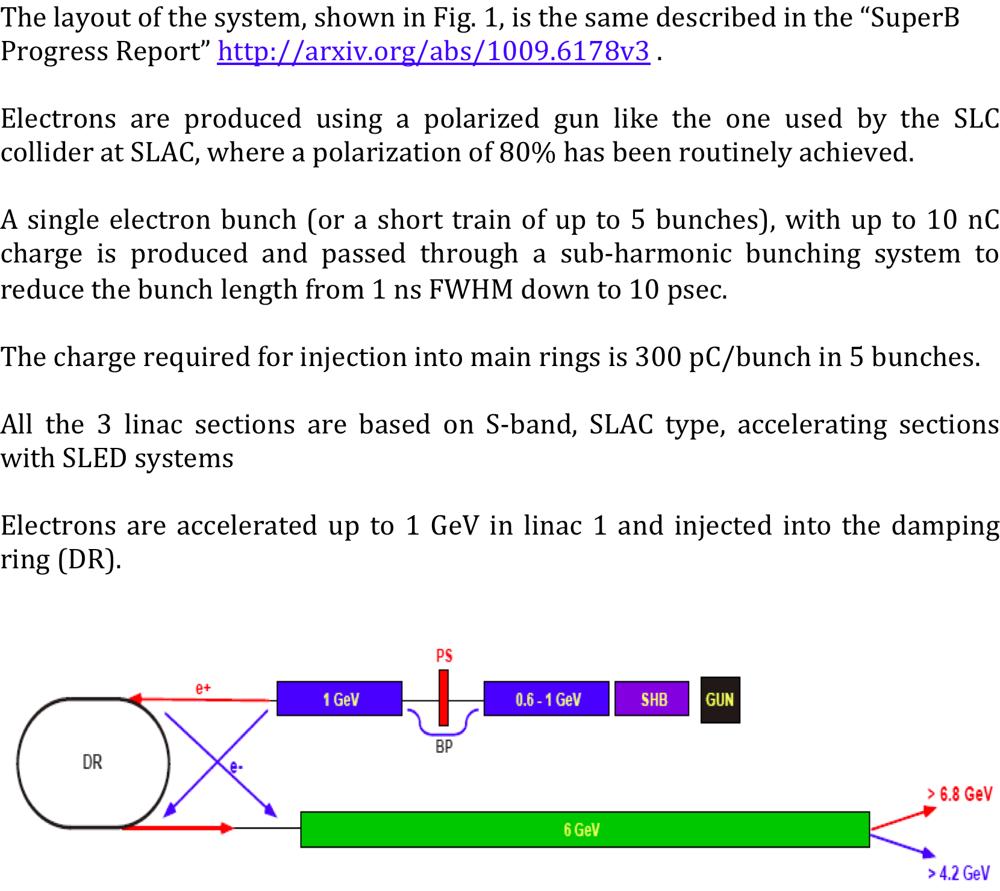 The layout of the system, shown in Fig. 1, is the same described in the “SuperB
Progress Report” http://arxiv.org/abs/1009.6178v3 .
Electrons are produced using a polarized gun like the one used by the SLC
collider at SLAC, where a polarization of 80% has been routinely achieved.
A single electron bunch (or a short train of up to 5 bunches), with up to 10 nC
charge is produced and passed through a sub-harmonic bunching system to
reduce the bunch length from 1 ns FWHM down to 10 psec.
The charge required for injection into main rings is 300 pC/bunch in 5 bunches.
All the 3 linac sections are based on S-band, SLAC type, accelerating sections
with SLED systems
Electrons are accelerated up to 1 GeV in linac 1 and injected into the damping
ring (DR).
PS
e+
1 GeV
0.6 - 1 GeV
SHB
GUN
BP
DR
e-
> 6.8 GeV
6 GeV
> 4.2 GeV